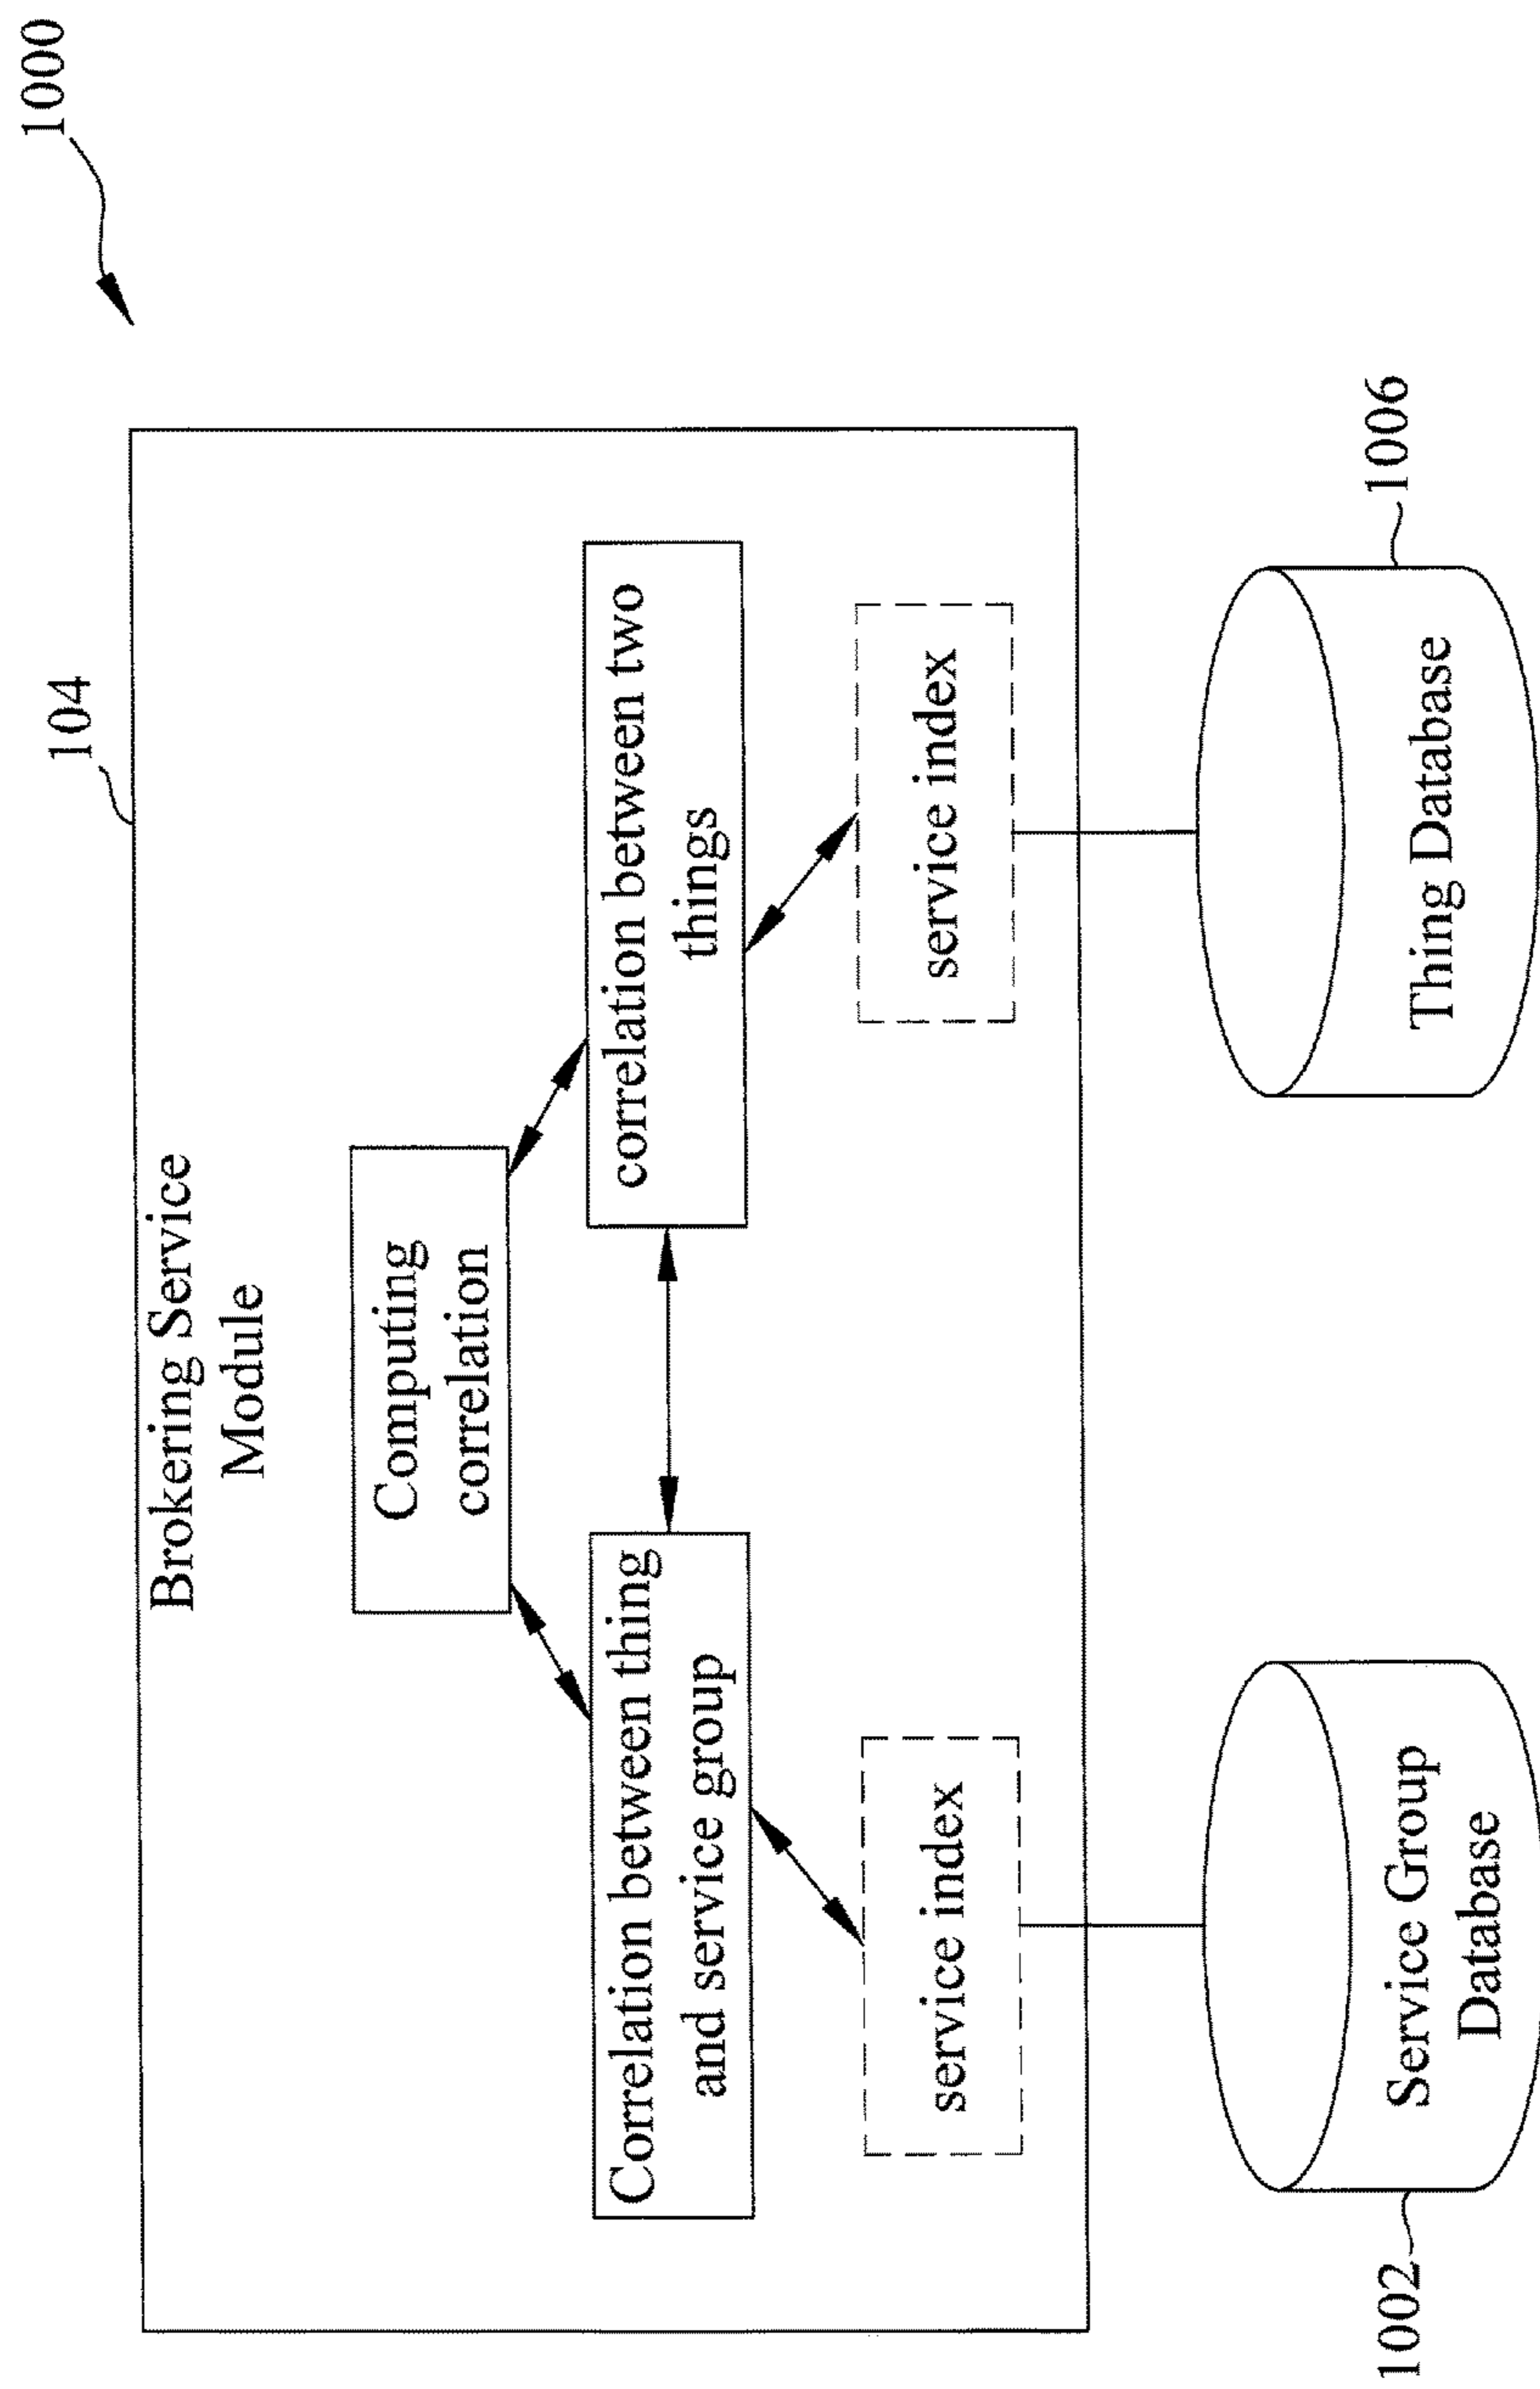 1000
104
Brokering Service
Module
Computing
correlation
Correlation between thing
and service group
correlation between two
things
service index
service index
1002
Service Group
Database
Thing Database
1006